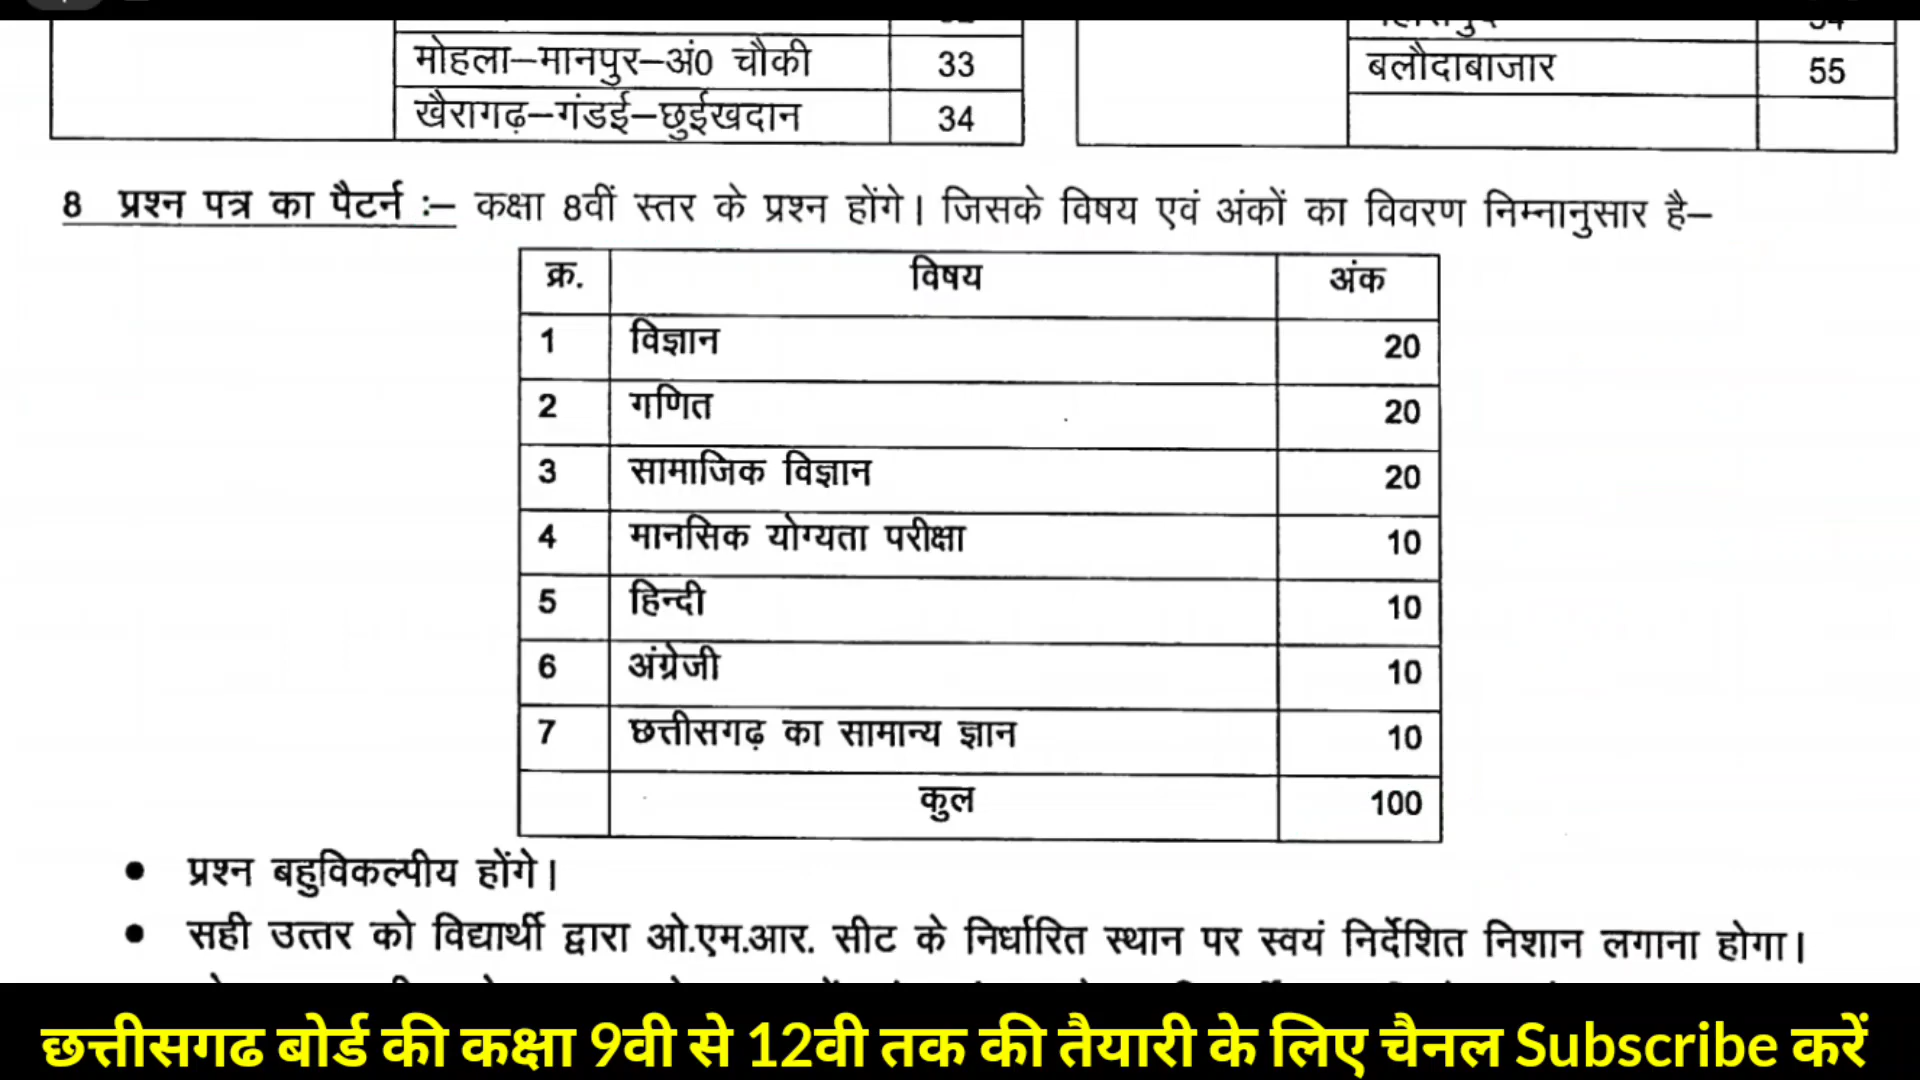 मोहला–मानपुर–अं0 चौकी 33
खैरागढ़–गंडई–छुईखदान 34
बलौदाबाजार 55
8 प्रश्न पत्र का पैटर्न :– कक्षा 8वीं स्तर के प्रश्न होंगे। जिसके विषय एवं अंकों का विवरण निम्नानुसार है–
क्र. विषय अंक
1 विज्ञान 20
2 गणित 20
3 सामाजिक विज्ञान 20
4 मानसिक योग्यता परीक्षा 10
5 हिन्दी 10
6 अंग्रेजी 10
7 छत्तीसगढ़ का सामान्य ज्ञान 10
कुल 100
• प्रश्न बहुविकल्पीय होंगे।
• सही उत्तर को विद्यार्थी द्वारा ओ.एम.आर. सीट के निर्धारित स्थान पर स्वयं निर्देशित निशान लगाना होगा।
छत्तीसगढ बोर्ड की कक्षा 9वी से 12वी तक की तैयारी के लिए चैनल Subscribe करें